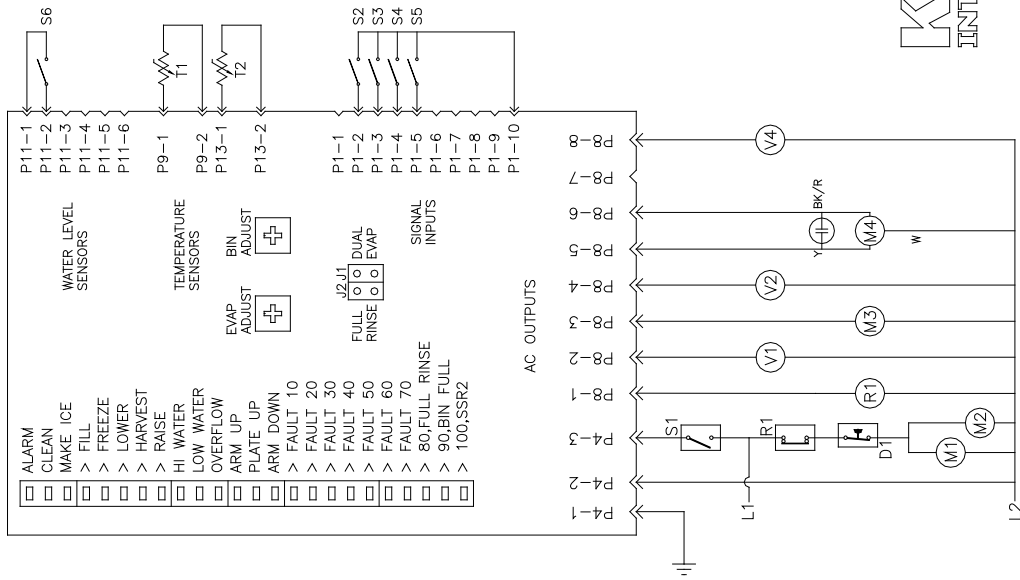 S6
P11-1
P11-2
P11-3
P11-4
P11-5
P11-6
WATER LEVEL
SENSORS
T1
T2
P9-1
P9-2
P13-1
P13-2
TEMPERATURE
SENSORS
EVAP
ADJUST
BIN
ADJUST
S2
S3
S4
S5
P1-1
P1-2
P1-3
P1-4
P1-5
P1-6
P1-7
P1-8
P1-9
P1-10
SIGNAL
INPUTS
J2 J1
FULL
RINSE
DUAL
EVAP
ALARM
CLEAN
MAKE ICE
> FILL
> FREEZE
> LOWER
> HARVEST
> RAISE
HI WATER
LOW WATER
OVERFLOW
ARM UP
PLATE UP
ARM DOWN
> FAULT 10
> FAULT 20
> FAULT 30
> FAULT 40
> FAULT 50
> FAULT 60
> FAULT 70
> 80,FULL RINSE
> 90,BIN FULL
> 100,SSR2
AC OUTPUTS
P4-1
P4-2
P4-3
P8-1
P8-2
P8-3
P8-4
P8-5
P8-6
P8-7
P8-8
S1
R1
D1
M1
M2
R1
V1
M3
V2
Y
BK/R
M4
W
V4
L1
L2